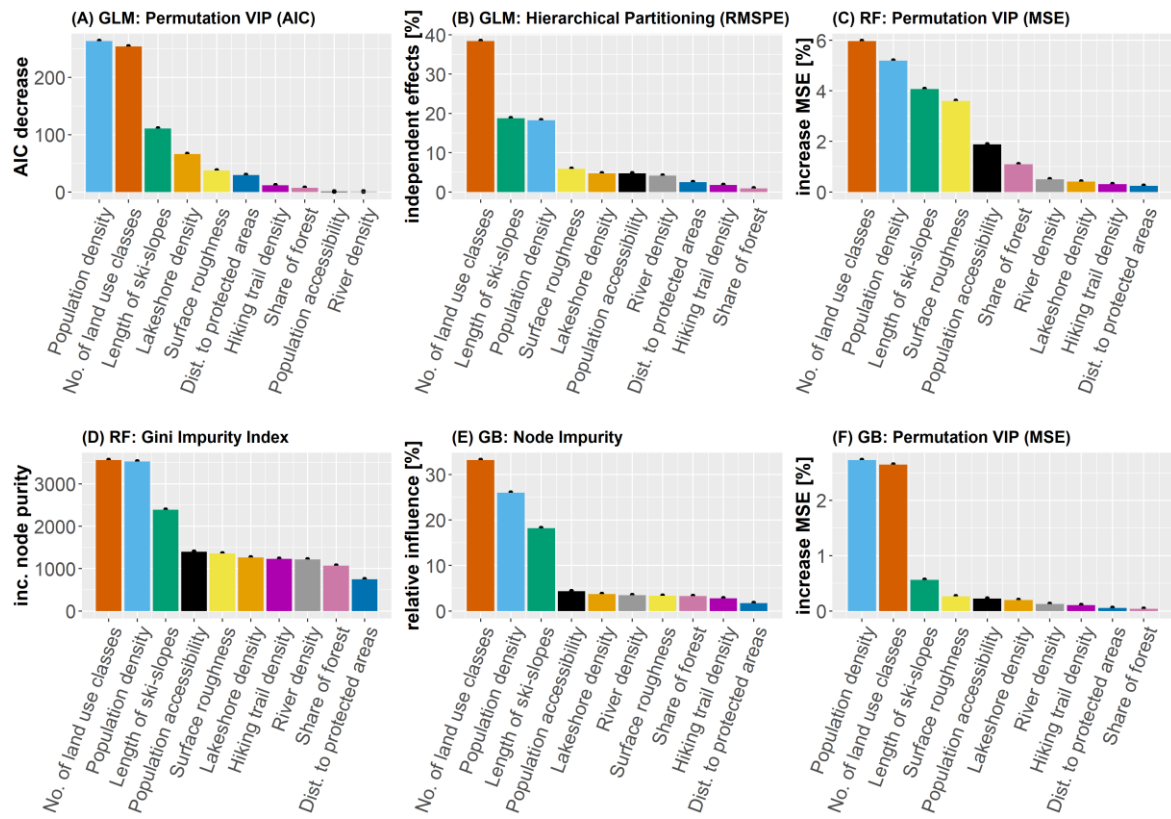 (A) GLM: Permutation VIP (AIC)
AIC decrease
200
100
0
Population density
No. of land use classes
Length of ski-slopes
Lakeshore density
Surface roughness
Dist. to protected areas
Hiking trail density
Share of forest
Population accessibility
River density
(B) GLM: Hierarchical Partitioning (RMSPE)
independent effects [%]
40
30
20
10
0
No. of land use classes
Length of ski-slopes
Population density
Surface roughness
Lakeshore density
Population accessibility
River density
Dist. to protected areas
Hiking trail density
Share of forest
(C) RF: Permutation VIP (MSE)
increase MSE [%]
6
4
2
0
No. of land use classes
Population density
Length of ski-slopes
Surface roughness
Population accessibility
Share of forest
River density
Lakeshore density
Hiking trail density
Dist. to protected areas
(D) RF: Gini Impurity Index
inc. node purity
3000
2000
1000
0
No. of land use classes
Population density
Length of ski-slopes
Population accessibility
Surface roughness
Lakeshore density
Hiking trail density
River density
Share of forest
Dist. to protected areas
(E) GB: Node Impurity
relative influence [%]
30
20
10
0
No. of land use classes
Population density
Length of ski-slopes
Population accessibility
Lakeshore density
River density
Surface roughness
Share of forest
Hiking trail density
Dist. to protected areas
(F) GB: Permutation VIP (MSE)
increase MSE [%]
2
1
0
Population density
No. of land use classes
Length of ski-slopes
Surface roughness
Population accessibility
Lakeshore density
River density
Hiking trail density
Dist. to protected areas
Share of forest